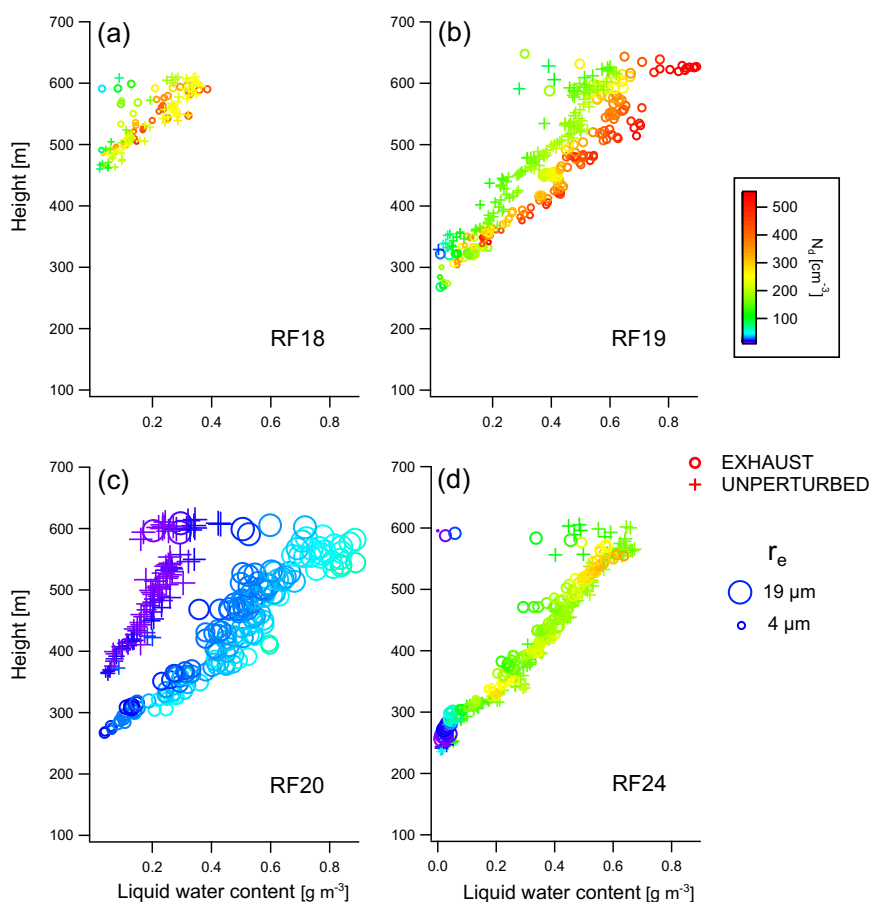 (a)
700
600
500
400
300
200
100
Height [m]
0.2 0.4 0.6 0.8
RF18
(b)
700
600
500
400
300
200
100
0.2 0.4 0.6 0.8
RF19
500
400
300
200
100
N_d [cm⁻³]
(c)
700
600
500
400
300
200
100
Height [m]
0.2 0.4 0.6 0.8
Liquid water content [g m⁻³]
RF20
(d)
700
600
500
400
300
200
100
0.0 0.2 0.4 0.6 0.8
Liquid water content [g m⁻³]
RF24
EXHAUST
UNPERTURBED
r_e
19 µm
4 µm